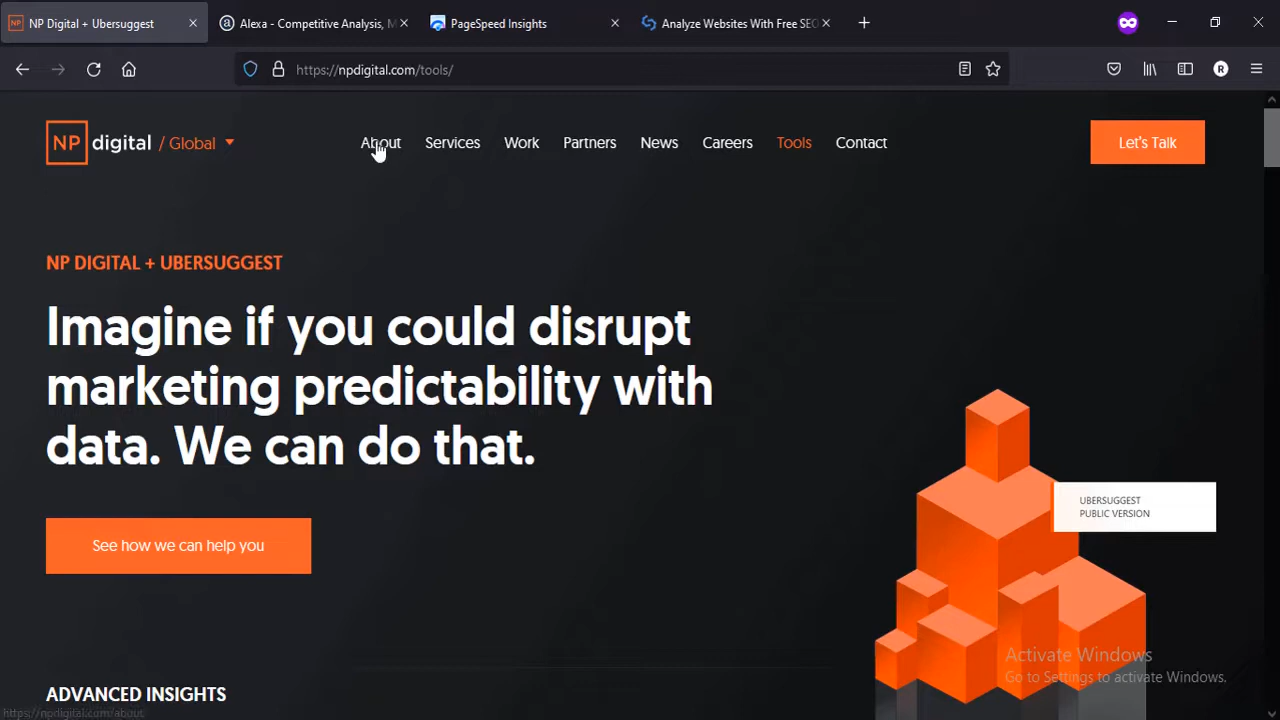 NP Digital + Ubersuggest
Alexa - Competitive Analysis, M
PageSpeed Insights
Analyze Websites With Free SEO
https://npdigital.com/tools/
R
NP digital / Global
About Services Work Partners News Careers Tools Contact
Let's Talk
NP DIGITAL + UBERSUGGEST
Imagine if you could disrupt
marketing predictability with
data. We can do that.
UBERSUGGEST
PUBLIC VERSION
See how we can help you
Activate Windows
Go to Settings to activate Windows.
ADVANCED INSIGHTS
https://npdigital.com/about